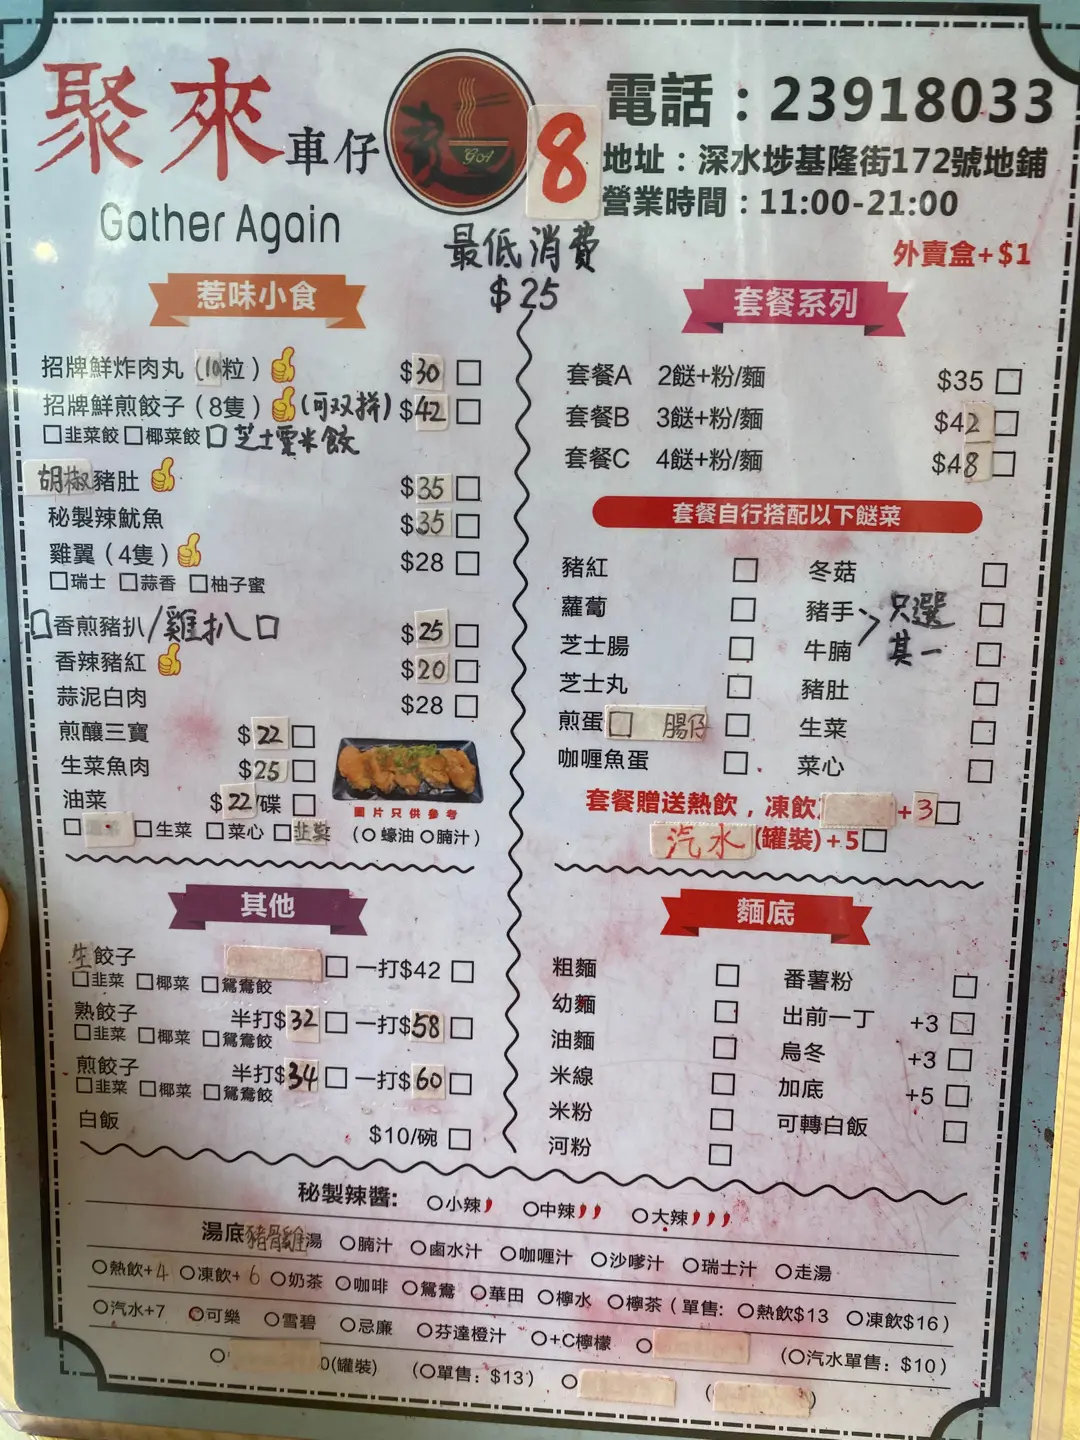 聚來車仔麵
GOA
Gather Again
8
電話：23918033
地址：深水埗基隆街172號地鋪
營業時間：11:00-21:00
最低消費
$25
外賣盒+$1
惹味小食
招牌鮮炸肉丸（10粒） $30 □
招牌鮮煎餃子（8隻）(可双拼) $42 □
□韭菜餃 □椰菜餃 □芝士粟米餃
胡椒豬肚 $35 □
秘製辣魷魚 $35 □
雞翼（4隻） $28 □
□瑞士 □蒜香 □柚子蜜
□香煎豬扒/雞扒□ $25 □
香辣豬紅 $20 □
蒜泥白肉 $28 □
煎釀三寶 $22 □
生菜魚肉 $25 □
油菜 $22/碟 □
□ □生菜 □菜心 □韭菜
圖片只供參考
(○蠔油 ○腩汁)
套餐系列
套餐A 2餸+粉/麵 $35 □
套餐B 3餸+粉/麵 $42 □
套餐C 4餸+粉/麵 $48 □
套餐自行搭配以下餸菜
豬紅 □ 冬菇 □
蘿蔔 □ 豬手 □
芝士腸 □ 牛腩 □
只選其一
芝士丸 □ 豬肚 □
煎蛋□ 腸仔 □ 生菜 □
咖喱魚蛋 □ 菜心 □
套餐贈送熱飲，凍飲 +3□
汽水(罐裝)+5□
其他
生餃子 □ 一打$42 □
□韭菜 □椰菜 □鴛鴦餃
熟餃子 半打$32 □ 一打$58 □
□韭菜 □椰菜 □鴛鴦餃
煎餃子 半打$34 □ 一打$60 □
□韭菜 □椰菜 □鴛鴦餃
白飯 $10/碗 □
麵底
粗麵 □ 番薯粉 □
幼麵 □ 出前一丁 +3 □
油麵 □ 烏冬 +3 □
米線 □ 加底 +5 □
米粉 □ 可轉白飯 □
河粉 □
秘製辣醬: ○小辣 ○中辣 ○大辣
湯底豬骨雞湯 ○腩汁 ○鹵水汁 ○咖喱汁 ○沙嗲汁 ○瑞士汁 ○走湯
○熱飲+4 ○凍飲+6 ○奶茶 ○咖啡 ○鴛鴦 ○華田 ○檸水 ○檸茶（單售: ○熱飲$13 ○凍飲$16）
○汽水+7 ○可樂 ○雪碧 ○忌廉 ○芬達橙汁 ○+C檸檬 ○ (○汽水單售：$10)
○ 0(罐裝) (○單售：$13) ○ ( )